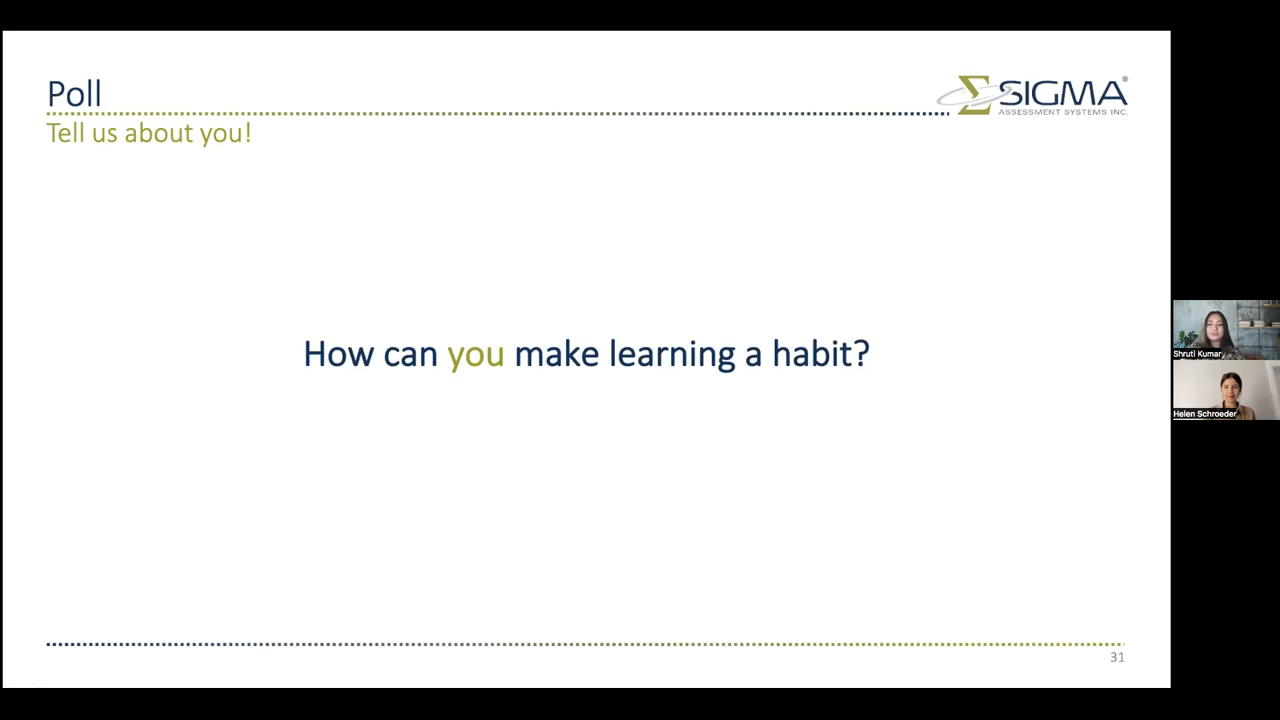 Poll
Tell us about you!
ΣSIGMA®
ASSESSMENT SYSTEMS INC.
How can you make learning a habit?
Shruti Kumar
Helen Schroeder
31